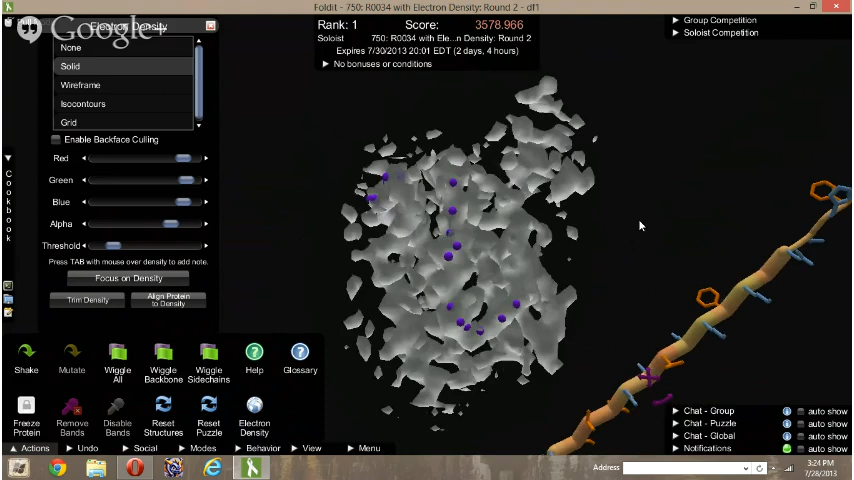 Foldit - 750: R0034 with Electron Density: Round 2 - df1
Google+
Electron Density
None
Solid
Wireframe
Isocontours
Grid
Enable Backface Culling
Red
Green
Blue
Alpha
Threshold
Press TAB with mouse over density to add note.
Focus on Density
Trim Density
Align Protein to Density
Cookbook
Rank: 1 Score: 3578.966
Soloist 750: R0034 with Ele...n Density: Round 2
Expires 7/30/2013 20:01 EDT (2 days, 4 hours)
No bonuses or conditions
Group Competition
Soloist Competition
Shake
Mutate
Wiggle All
Wiggle Backbone
Wiggle Sidechains
Help
Glossary
Freeze Protein
Remove Bands
Disable Bands
Reset Structures
Reset Puzzle
Electron Density
Actions Undo Social Modes Behavior View Menu
Chat - Group auto show
Chat - Puzzle auto show
Chat - Global auto show
Notifications auto show
Address
3:24 PM
7/28/2013